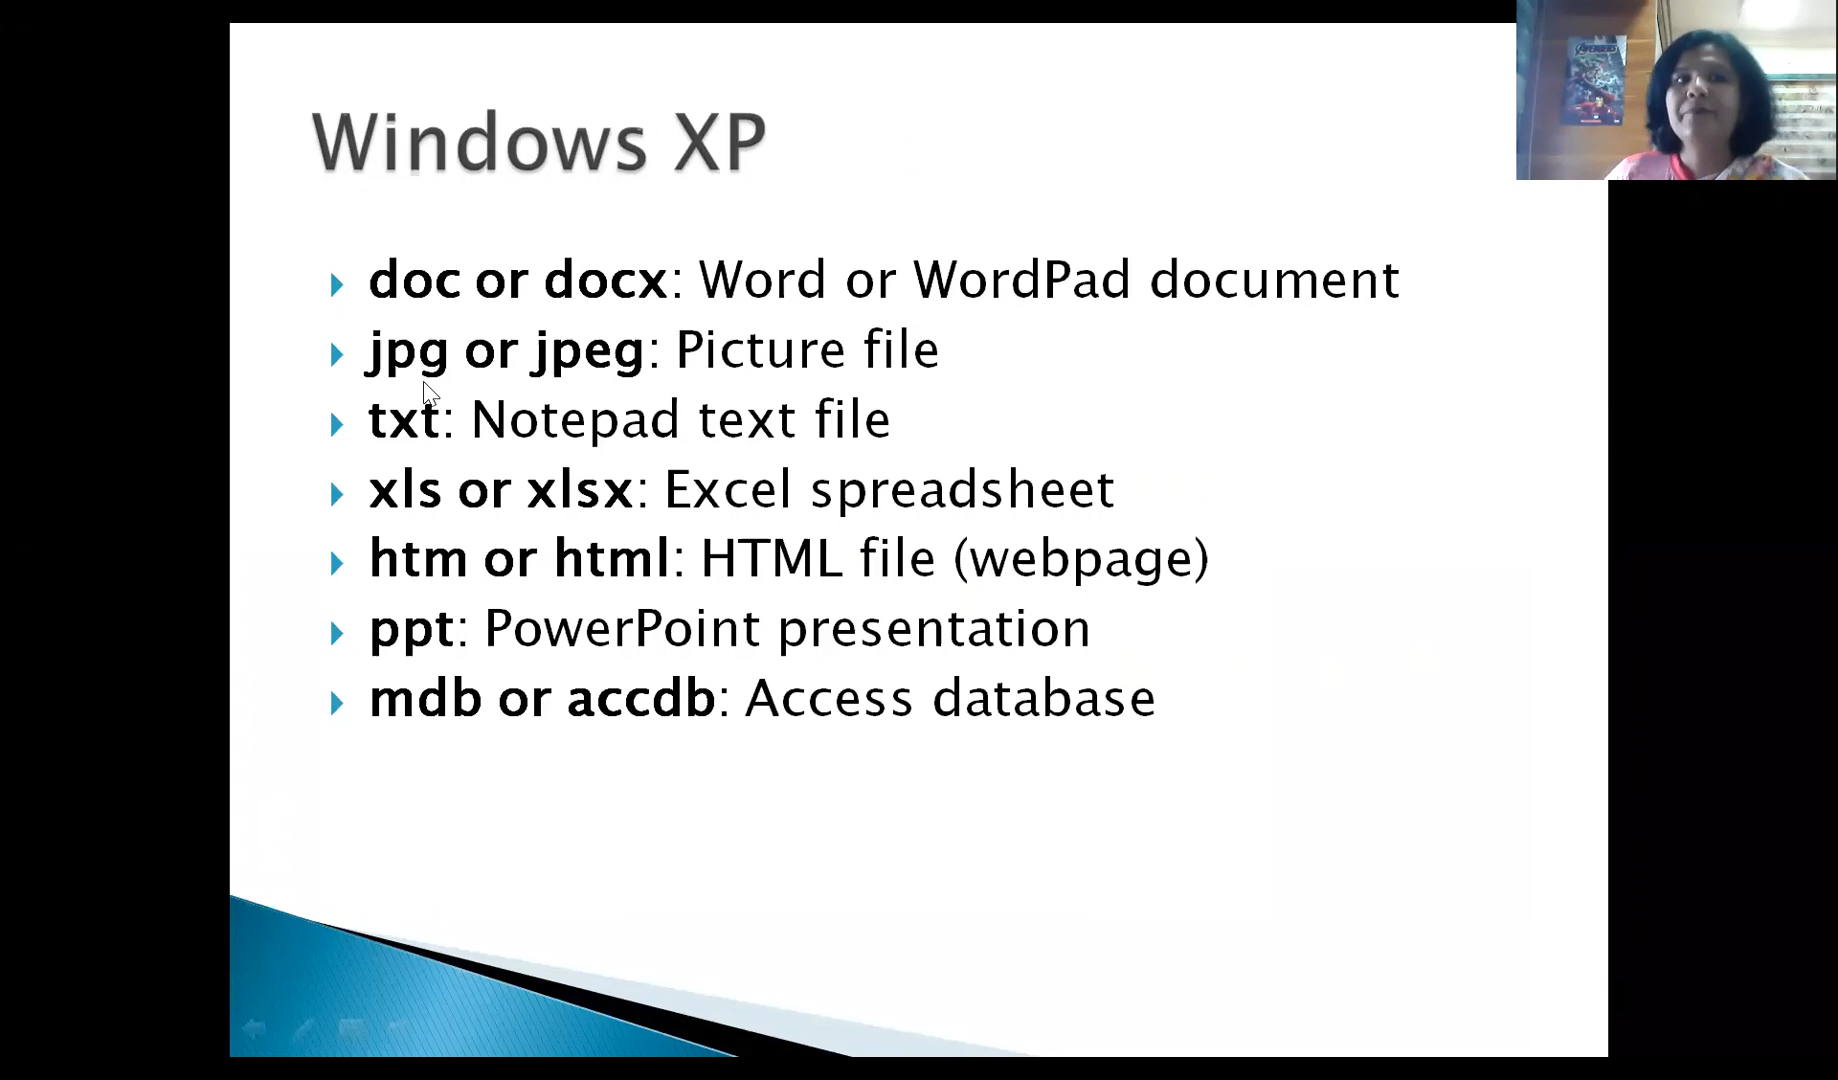 Windows XP
doc or docx: Word or WordPad document
jpg or jpeg: Picture file
txt: Notepad text file
xls or xlsx: Excel spreadsheet
htm or html: HTML file (webpage)
ppt: PowerPoint presentation
mdb or accdb: Access database
AVENGERS